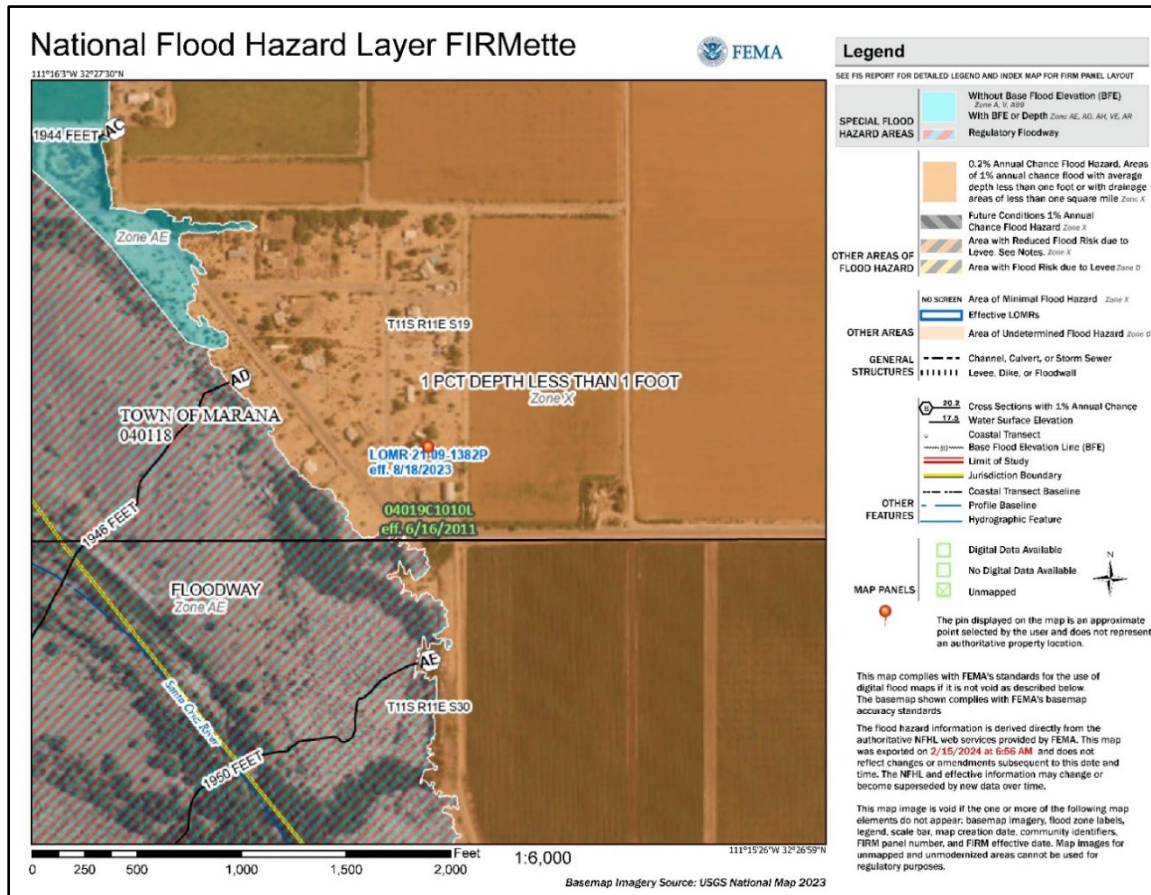 National Flood Hazard Layer FIRMette
FEMA
111°16'3"W 32°27'30"N
1944 FEET
AC
Zone AE
T11S R11E S19
AD
1 PCT DEPTH LESS THAN 1 FOOT
Zone X
TOWN OF MARANA
040118
LOMR 21-09-1382P
eff. 8/18/2023
04019C1010L
eff. 6/16/2011
1946 FEET
FLOODWAY
Zone AE
AE
Santa Cruz River
T11S R11E S30
1950 FEET
Feet
1:6,000
111°15'26"W 32°26'59"N
0 250 500 1,000 1,500 2,000
Basemap Imagery Source: USGS National Map 2023
Legend
SEE FIS REPORT FOR DETAILED LEGEND AND INDEX MAP FOR FIRM PANEL LAYOUT
SPECIAL FLOOD
HAZARD AREAS
Without Base Flood Elevation (BFE)
Zone A, V, A99
With BFE or Depth Zone AE, AO, AH, VE, AR
Regulatory Floodway
OTHER AREAS OF
FLOOD HAZARD
0.2% Annual Chance Flood Hazard, Areas
of 1% annual chance flood with average
depth less than one foot or with drainage
areas of less than one square mile Zone X
Future Conditions 1% Annual
Chance Flood Hazard Zone X
Area with Reduced Flood Risk due to
Levee. See Notes. Zone X
Area with Flood Risk due to Levee Zone D
OTHER AREAS
NO SCREEN Area of Minimal Flood Hazard Zone X
Effective LOMRs
Area of Undetermined Flood Hazard Zone D
GENERAL
STRUCTURES
Channel, Culvert, or Storm Sewer
Levee, Dike, or Floodwall
OTHER
FEATURES
20.2 Cross Sections with 1% Annual Chance
17.5 Water Surface Elevation
Coastal Transect
Base Flood Elevation Line (BFE)
Limit of Study
Jurisdiction Boundary
Coastal Transect Baseline
Profile Baseline
Hydrographic Feature
MAP PANELS
Digital Data Available
No Digital Data Available
Unmapped
N
The pin displayed on the map is an approximate
point selected by the user and does not represent
an authoritative property location.
This map complies with FEMA's standards for the use of
digital flood maps if it is not void as described below.
The basemap shown complies with FEMA's basemap
accuracy standards
The flood hazard information is derived directly from the
authoritative NFHL web services provided by FEMA. This map
was exported on 2/15/2024 at 6:56 AM and does not
reflect changes or amendments subsequent to this date and
time. The NFHL and effective information may change or
become superseded by new data over time.
This map image is void if the one or more of the following map
elements do not appear: basemap imagery, flood zone labels,
legend, scale bar, map creation date, community identifiers,
FIRM panel number, and FIRM effective date. Map images for
unmapped and unmodernized areas cannot be used for
regulatory purposes.